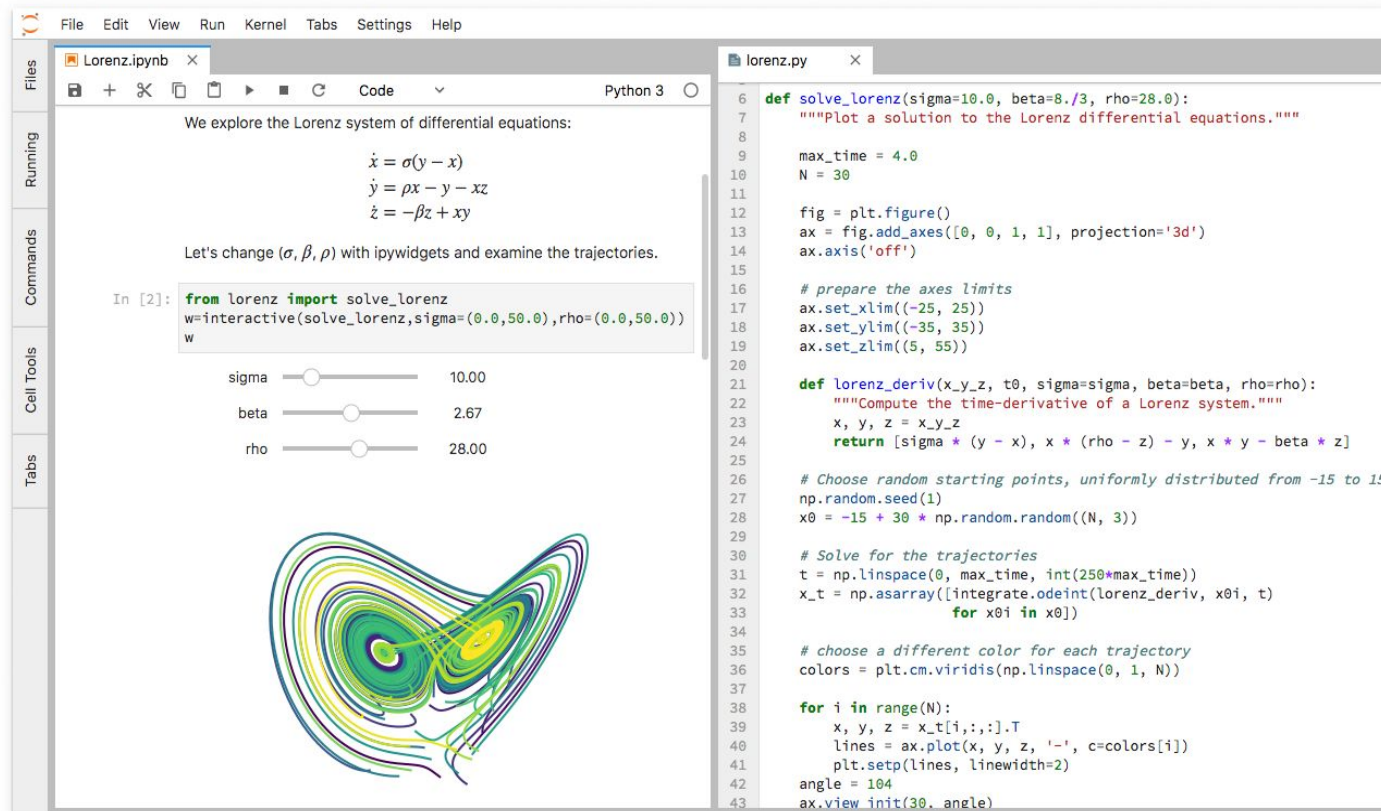 File Edit View Run Kernel Tabs Settings Help
Files
Running
Commands
Cell Tools
Tabs
Lorenz.ipynb ×
Code
Python 3
We explore the Lorenz system of differential equations:
ẋ = σ(y − x)
ẏ = ρx − y − xz
ż = −βz + xy
Let's change (σ, β, ρ) with ipywidgets and examine the trajectories.
In [2]: from lorenz import solve_lorenz
w=interactive(solve_lorenz,sigma=(0.0,50.0),rho=(0.0,50.0))
w
sigma 10.00
beta 2.67
rho 28.00
lorenz.py ×
6 def solve_lorenz(sigma=10.0, beta=8./3, rho=28.0):
7     """Plot a solution to the Lorenz differential equations."""
8
9     max_time = 4.0
10     N = 30
11
12     fig = plt.figure()
13     ax = fig.add_axes([0, 0, 1, 1], projection='3d')
14     ax.axis('off')
15
16     # prepare the axes limits
17     ax.set_xlim((-25, 25))
18     ax.set_ylim((-35, 35))
19     ax.set_zlim((5, 55))
20
21     def lorenz_deriv(x_y_z, t0, sigma=sigma, beta=beta, rho=rho):
22         """Compute the time-derivative of a Lorenz system."""
23         x, y, z = x_y_z
24         return [sigma * (y - x), x * (rho - z) - y, x * y - beta * z]
25
26     # Choose random starting points, uniformly distributed from -15 to 15
27     np.random.seed(1)
28     x0 = -15 + 30 * np.random.random((N, 3))
29
30     # Solve for the trajectories
31     t = np.linspace(0, max_time, int(250*max_time))
32     x_t = np.asarray([integrate.odeint(lorenz_deriv, x0i, t)
33                       for x0i in x0])
34
35     # choose a different color for each trajectory
36     colors = plt.cm.viridis(np.linspace(0, 1, N))
37
38     for i in range(N):
39         x, y, z = x_t[i,:,:].T
40         lines = ax.plot(x, y, z, '-', c=colors[i])
41         plt.setp(lines, linewidth=2)
42     angle = 104
43     ax.view_init(30, angle)